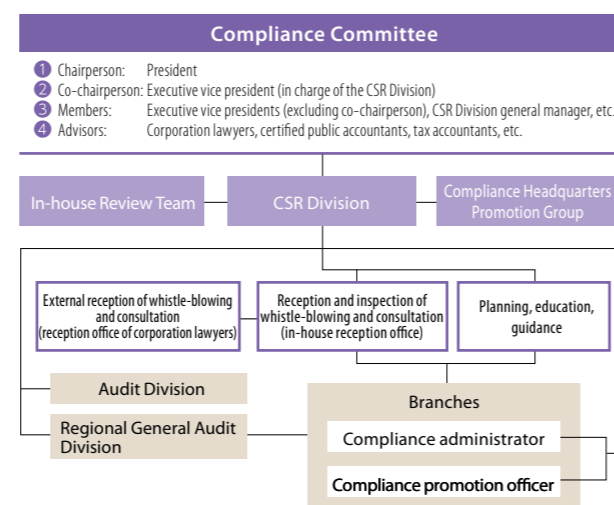 Compliance Committee
1 Chairperson: President
2 Co-chairperson: Executive vice president (in charge of the CSR Division)
3 Members: Executive vice presidents (excluding co-chairperson), CSR Division general manager, etc.
4 Advisors: Corporation lawyers, certified public accountants, tax accountants, etc.
In-house Review Team
CSR Division
Compliance Headquarters
Promotion Group
External reception of whistle-blowing
and consultation
(reception office of corporation lawyers)
Reception and inspection of
whistle-blowing and consultation
(in-house reception office)
Planning, education,
guidance
Audit Division
Regional General Audit
Division
Branches
Compliance administrator
Compliance promotion officer